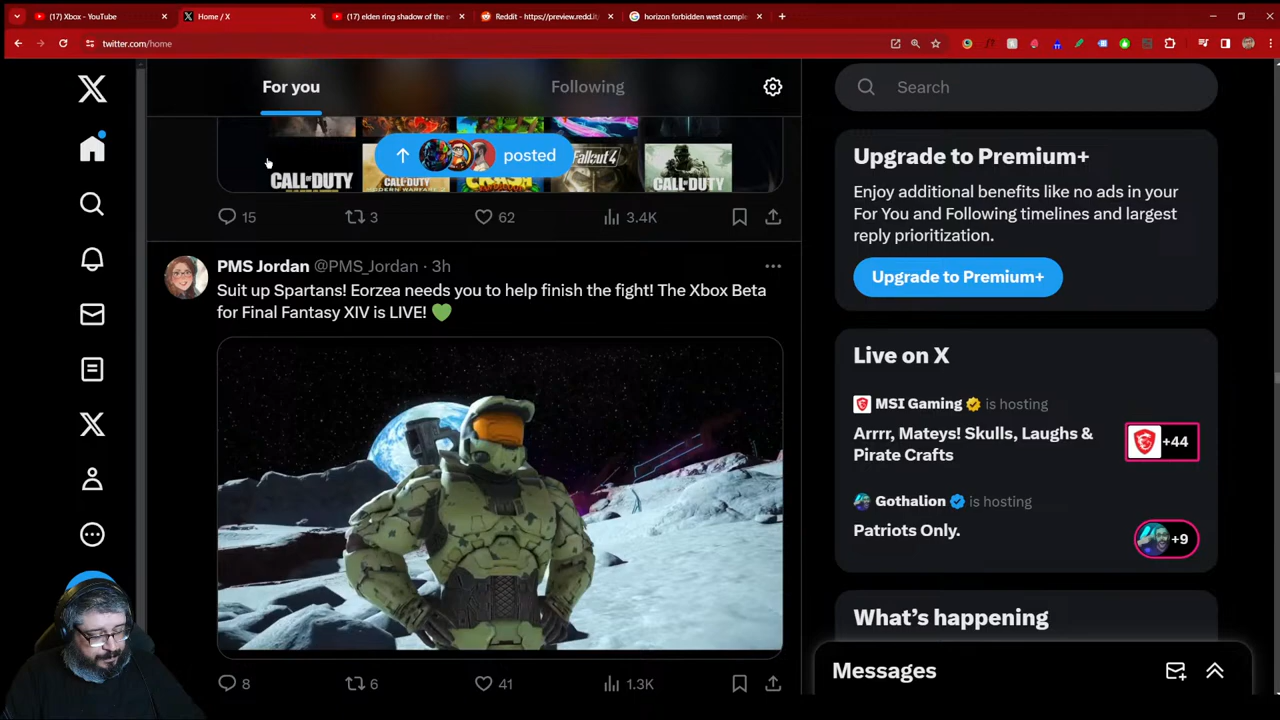 (17) Xbox - YouTube
Home / X
(17) elden ring shadow of the e
Reddit - https://preview.redd.it/
horizon forbidden west comple
twitter.com/home
For you
Following
Search
posted
CALL OF DUTY
MODERN WARFARE
Fallout 4
CALL OF DUTY
15
3
62
3.4K
Upgrade to Premium+
Enjoy additional benefits like no ads in your
For You and Following timelines and largest
reply prioritization.
Upgrade to Premium+
PMS Jordan @PMS_Jordan · 3h
Suit up Spartans! Eorzea needs you to help finish the fight! The Xbox Beta
for Final Fantasy XIV is LIVE! 💚
8
6
41
1.3K
Live on X
MSI Gaming is hosting
Arrrr, Mateys! Skulls, Laughs &
Pirate Crafts
+44
Gothalion is hosting
Patriots Only.
+9
What's happening
Messages